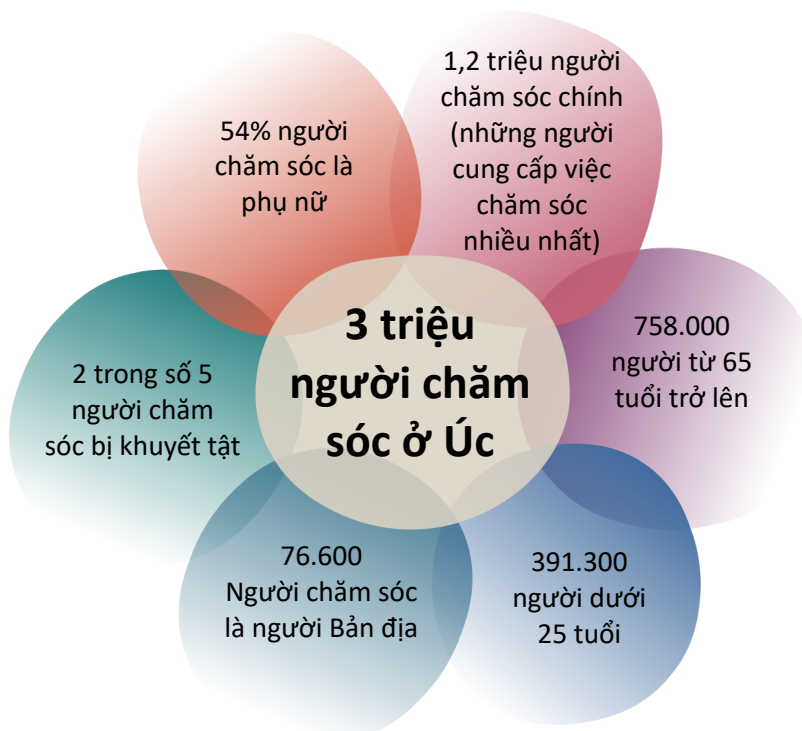 3 triệu
người chăm
sóc ở Úc
1,2 triệu người
chăm sóc chính
(những người
cung cấp việc
chăm sóc
nhiều nhất)
758.000
người từ 65
tuổi trở lên
391.300
người dưới
25 tuổi
76.600
Người chăm sóc
là người Bản địa
2 trong số 5
người chăm
sóc bị khuyết tật
54% người
chăm sóc là
phụ nữ